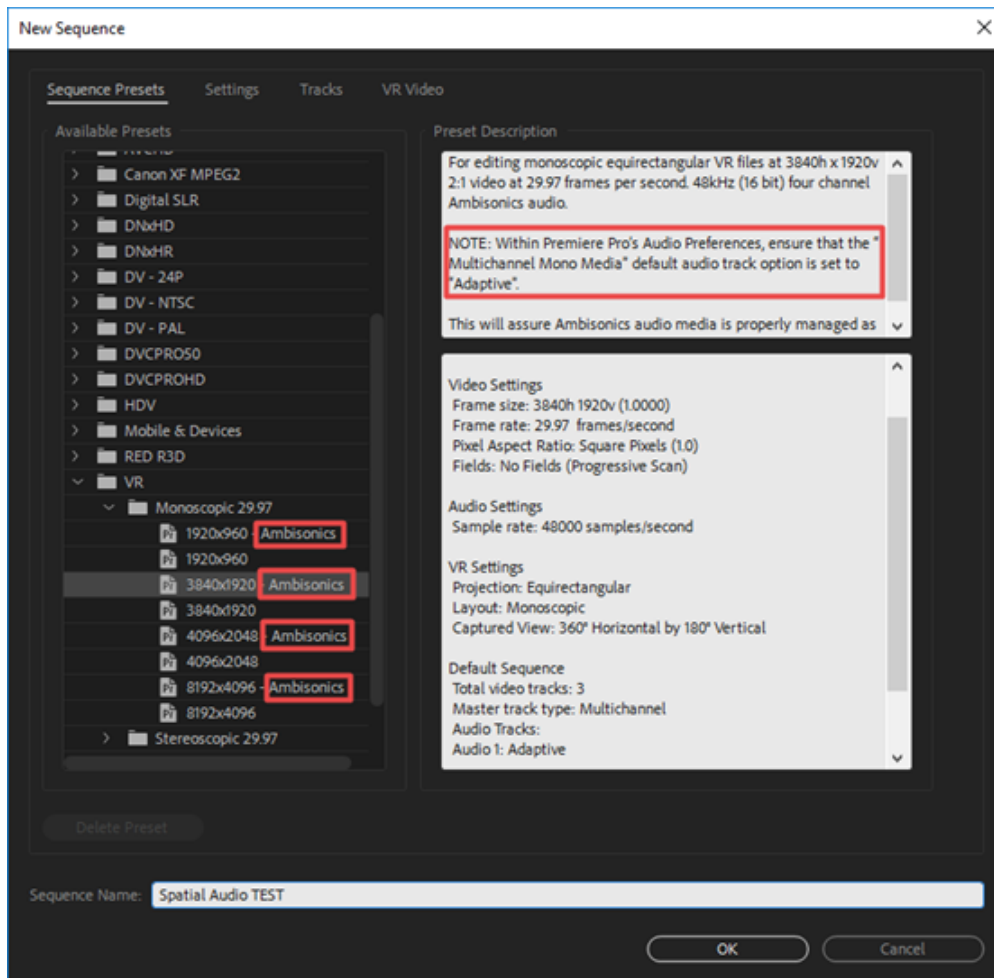 New Sequence
Sequence Presets
Settings
Tracks
VR Video
Available Presets
Canon XF MPEG2
Digital SLR
DNxHD
DNxHR
DV - 24P
DV - NTSC
DV - PAL
DVCPRO50
DVCPROHD
HDV
Mobile & Devices
RED R3D
VR
Monoscopic 29.97
1920x960 - Ambisonics
1920x960
3840x1920 - Ambisonics
3840x1920
4096x2048 - Ambisonics
4096x2048
8192x4096 - Ambisonics
8192x4096
Stereoscopic 29.97
Delete Preset
Preset Description
For editing monoscopic equirectangular VR files at 3840h x 1920v
2:1 video at 29.97 frames per second. 48kHz (16 bit) four channel
Ambisonics audio.
NOTE: Within Premiere Pro's Audio Preferences, ensure that the "
Multichannel Mono Media" default audio track option is set to
"Adaptive".
This will assure Ambisonics audio media is properly managed as
Video Settings
Frame size: 3840h 1920v (1.0000)
Frame rate: 29.97 frames/second
Pixel Aspect Ratio: Square Pixels (1.0)
Fields: No Fields (Progressive Scan)
Audio Settings
Sample rate: 48000 samples/second
VR Settings
Projection: Equirectangular
Layout: Monoscopic
Captured View: 360° Horizontal by 180° Vertical
Default Sequence
Total video tracks: 3
Master track type: Multichannel
Audio Tracks:
Audio 1: Adaptive
Sequence Name: Spatial Audio TEST
OK
Cancel